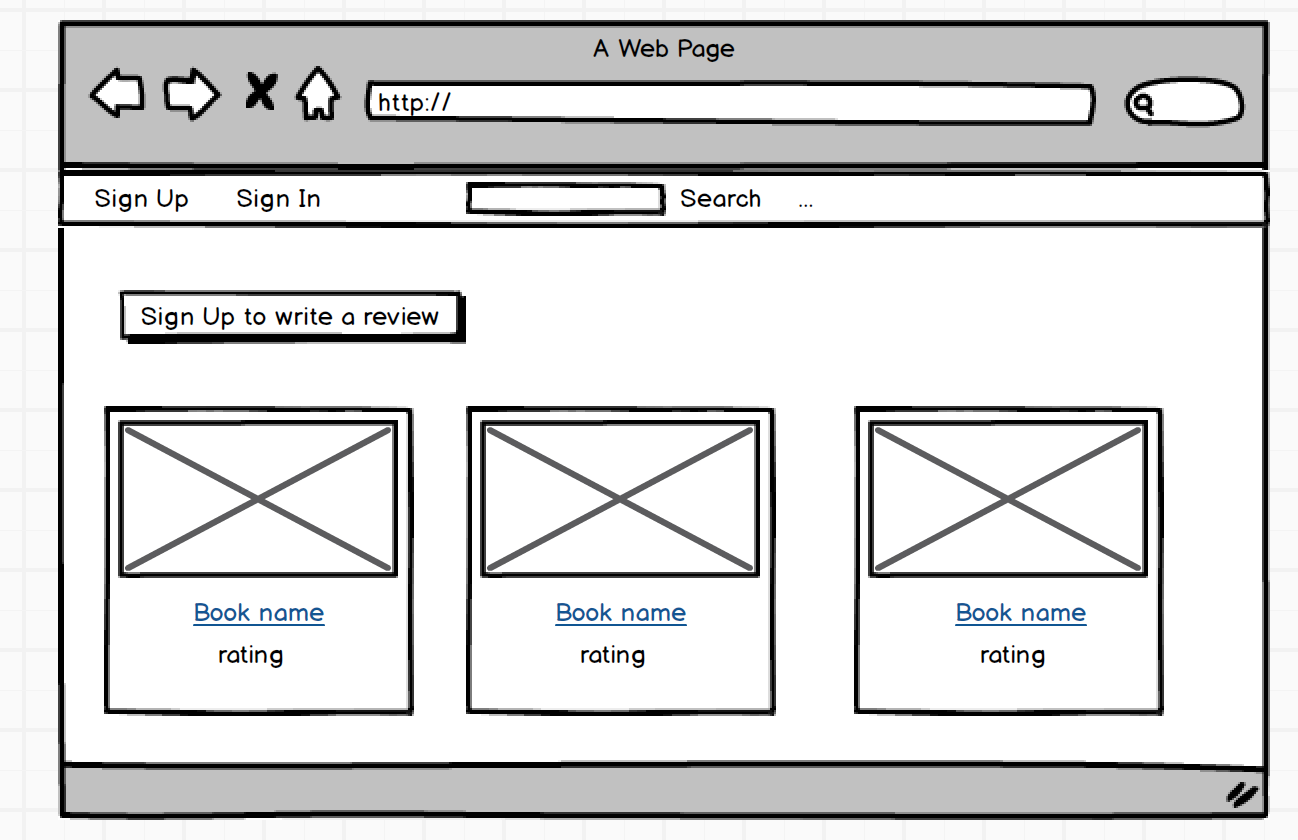 A Web Page
http://
Sign Up Sign In Search ...
Sign Up to write a review
Book name Book name Book name
rating rating rating